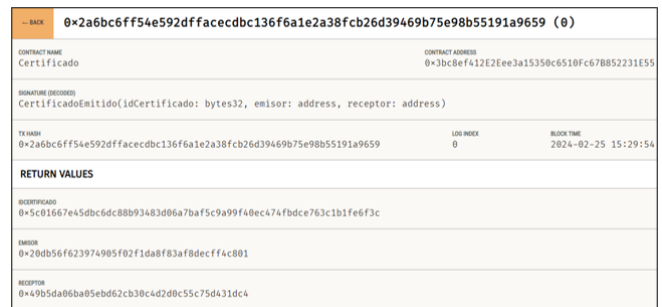 ← BACK 0×2a6bc6ff54e592dffacecdbc136f6a1e2a38fcb26d39469b75e98b55191a9659 (0)
CONTRACT NAME CONTRACT ADDRESS
Certificado 0×3bc8ef412E2Eee3a15350c6510Fc67B852231E55
SIGNATURE (DECODED)
CertificadoEmitido(idCertificado: bytes32, emisor: address, receptor: address)
TX HASH LOG INDEX BLOCK TIME
0×2a6bc6ff54e592dffacecdbc136f6a1e2a38fcb26d39469b75e98b55191a9659 0 2024-02-25 15:29:54
RETURN VALUES
IDCERTIFICADO
0×5c01667e45dbc6dc88b93483d06a7baf5c9a99f40ec474fbdce763c1b1fe6f3c
EMISOR
0×20db56f623974905f02f1da8f83af8decff4c801
RECEPTOR
0×49b5da06ba05ebd62cb30c4d2d0c55c75d431dc4